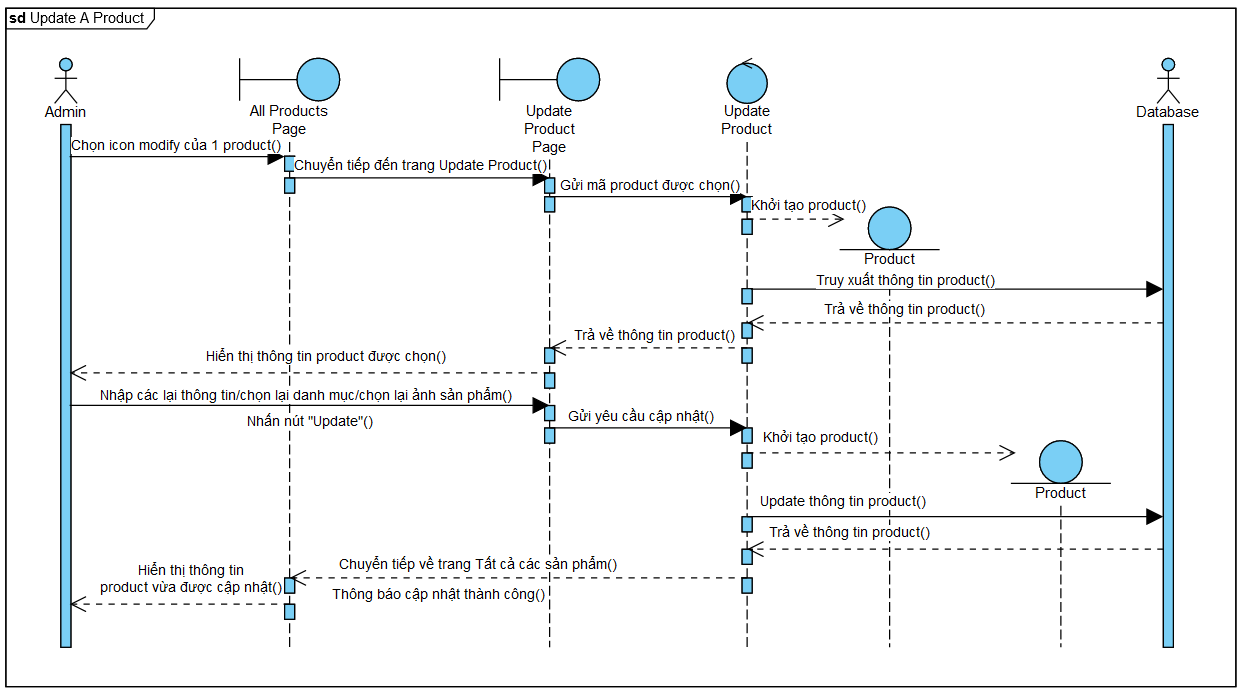 sd Update A Product
Admin
All Products
Page
Update
Product
Page
Update
Product
Database
Chọn icon modify của 1 product()
Chuyển tiếp đến trang Update Product()
Gửi mã product được chọn()
Khởi tạo product()
Product
Truy xuất thông tin product()
Trả về thông tin product()
Trả về thông tin product()
Hiển thị thông tin product được chọn()
Nhập các lại thông tin/chọn lại danh mục/chọn lại ảnh sản phẩm()
Nhấn nút "Update"()
Gửi yêu cầu cập nhật()
Khởi tạo product()
Product
Update thông tin product()
Trả về thông tin product()
Chuyển tiếp về trang Tất cả các sản phẩm()
Thông báo cập nhật thành công()
Hiển thị thông tin
product vừa được cập nhật()